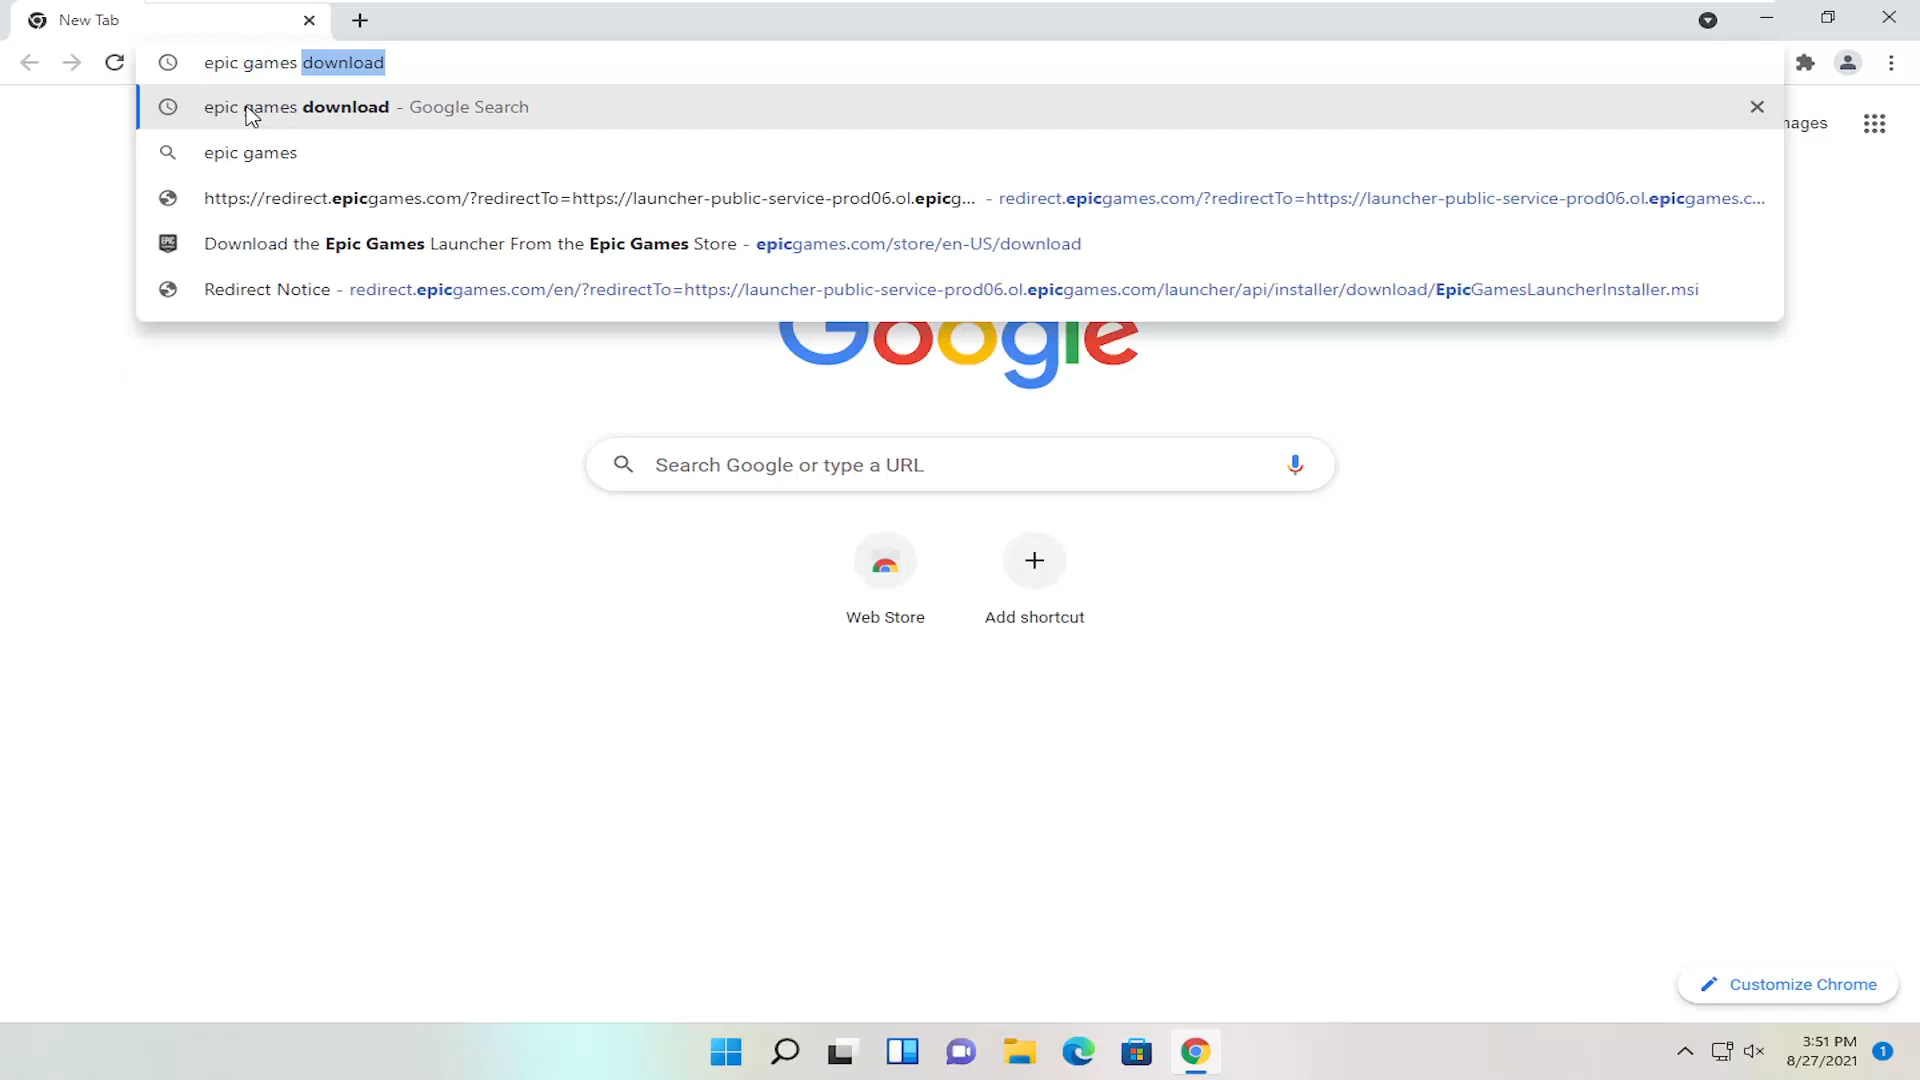 New Tab
epic games download
epic games download - Google Search
epic games
https://redirect.epicgames.com/?redirectTo=https://launcher-public-service-prod06.ol.epicg... - redirect.epicgames.com/?redirectTo=https://launcher-public-service-prod06.ol.epicgames.c...
Download the Epic Games Launcher From the Epic Games Store - epicgames.com/store/en-US/download
Redirect Notice - redirect.epicgames.com/en/?redirectTo=https://launcher-public-service-prod06.ol.epicgames.com/launcher/api/installer/download/EpicGamesLauncherInstaller.msi
Google
Search Google or type a URL
Web Store
Add shortcut
Customize Chrome
3:51 PM
8/27/2021
1